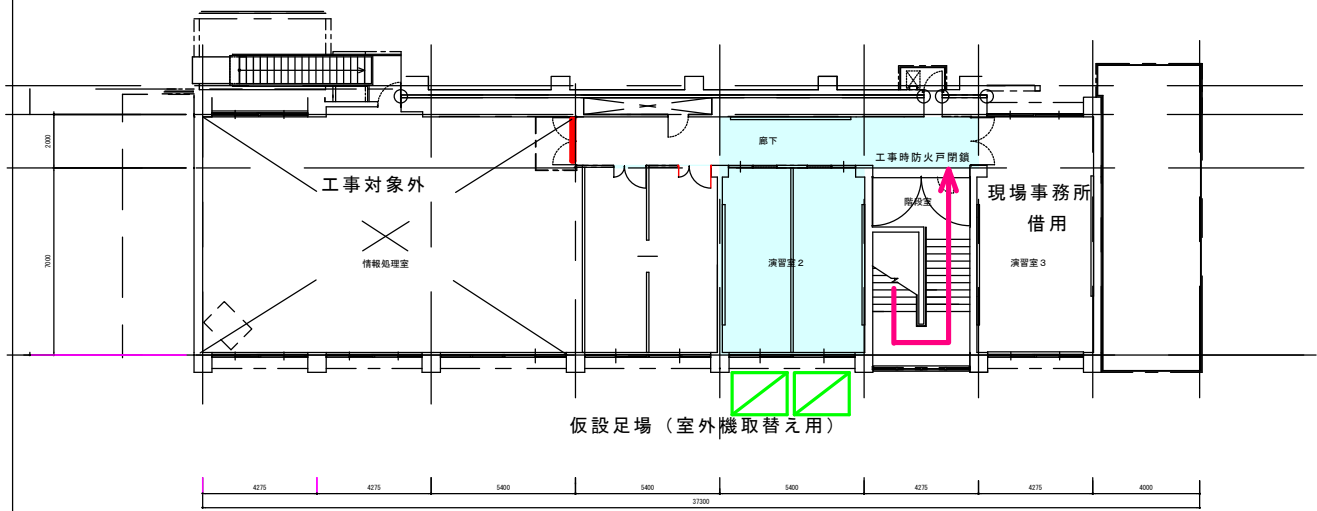 廊下
2000
工事時防火戸閉鎖
工事対象外
現場事務所
借用
階段室
7000
情報処理室
演習室2
演習室3
仮設足場(室外機取替え用)
4275
4275
5400
5400
5400
4275
4275
4000
37300